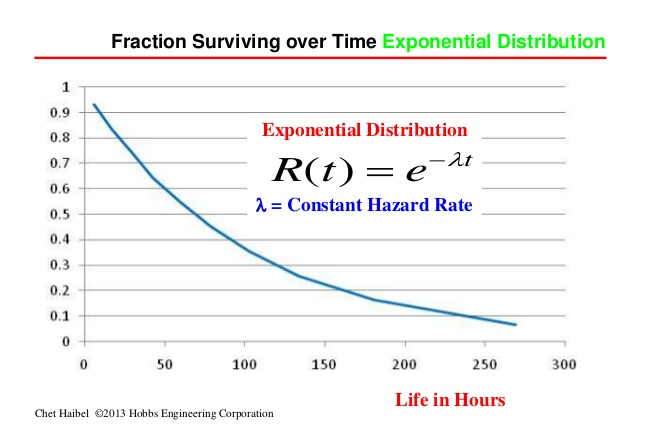 Fraction Surviving over Time Exponential Distribution
1
0.9
0.8
0.7
0.6
0.5
0.4
0.3
0.2
0.1
0
Exponential Distribution
R(t) = e^{-λt}
λ = Constant Hazard Rate
0 50 100 150 200 250 300
Life in Hours
Chet Haibel ©2013 Hobbs Engineering Corporation